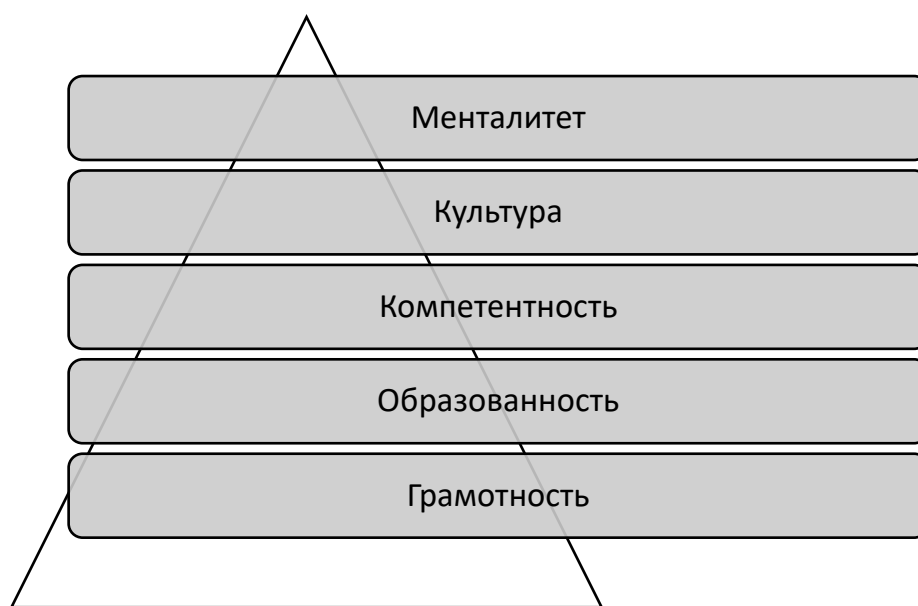 Менталитет
Культура
Компетентность
Образованность
Грамотность